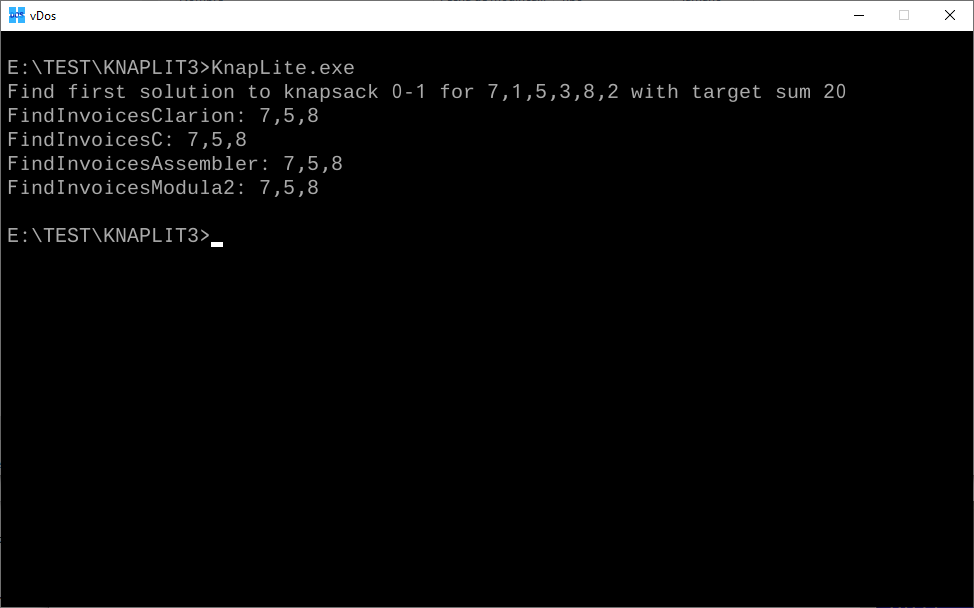 vDos
E:\TEST\KNAPLIT3>KnapLite.exe
Find first solution to knapsack 0-1 for 7,1,5,3,8,2 with target sum 20
FindInvoicesClarion: 7,5,8
FindInvoicesC: 7,5,8
FindInvoicesAssembler: 7,5,8
FindInvoicesModula2: 7,5,8
E:\TEST\KNAPLIT3>